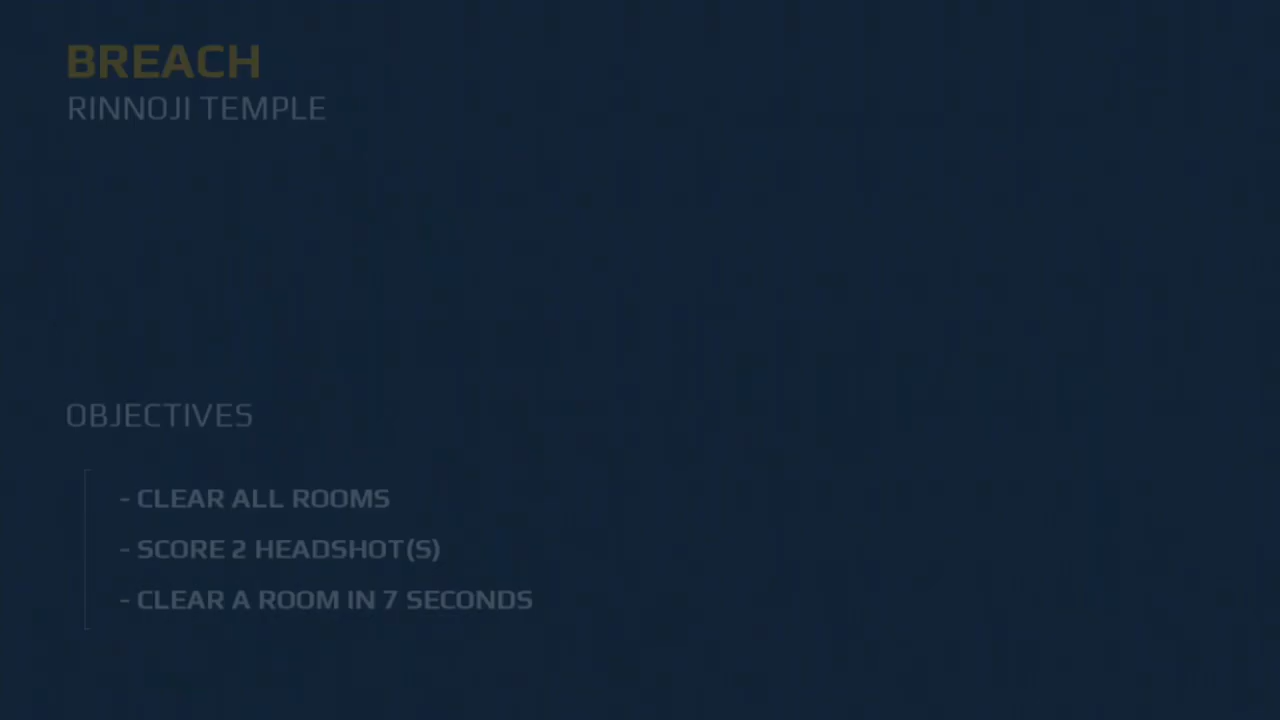 BREACH
RINNOJI TEMPLE
OBJECTIVES
- CLEAR ALL ROOMS
- SCORE 2 HEADSHOT(S)
- CLEAR A ROOM IN 7 SECONDS